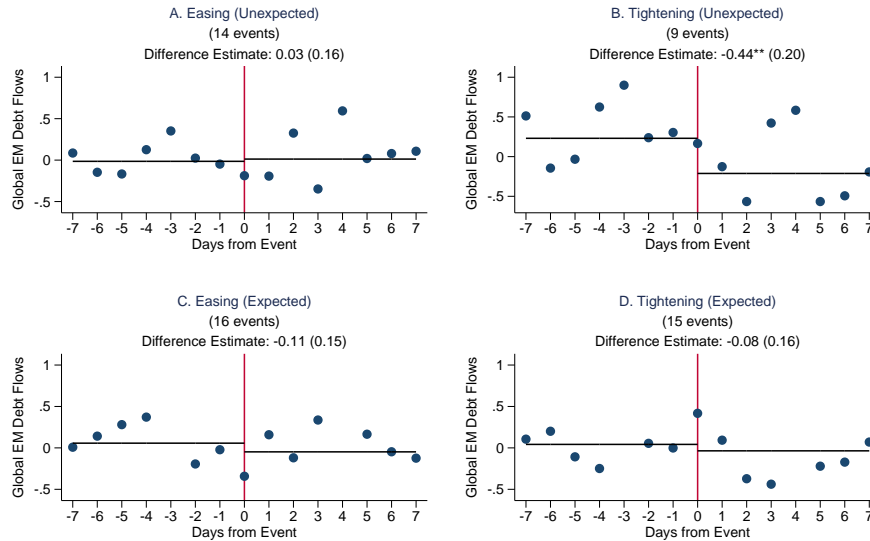 A. Easing (Unexpected)
(14 events)
Difference Estimate: 0.03 (0.16)
Global EM Debt Flows
1
.5
0
-.5
-7 -6 -5 -4 -3 -2 -1 0 1 2 3 4 5 6 7
Days from Event
B. Tightening (Unexpected)
(9 events)
Difference Estimate: -0.44** (0.20)
Global EM Debt Flows
1
.5
0
-.5
-7 -6 -5 -4 -3 -2 -1 0 1 2 3 4 5 6 7
Days from Event
C. Easing (Expected)
(16 events)
Difference Estimate: -0.11 (0.15)
Global EM Debt Flows
1
.5
0
-.5
-7 -6 -5 -4 -3 -2 -1 0 1 2 3 4 5 6 7
Days from Event
D. Tightening (Expected)
(15 events)
Difference Estimate: -0.08 (0.16)
Global EM Debt Flows
1
.5
0
-.5
-7 -6 -5 -4 -3 -2 -1 0 1 2 3 4 5 6 7
Days from Event